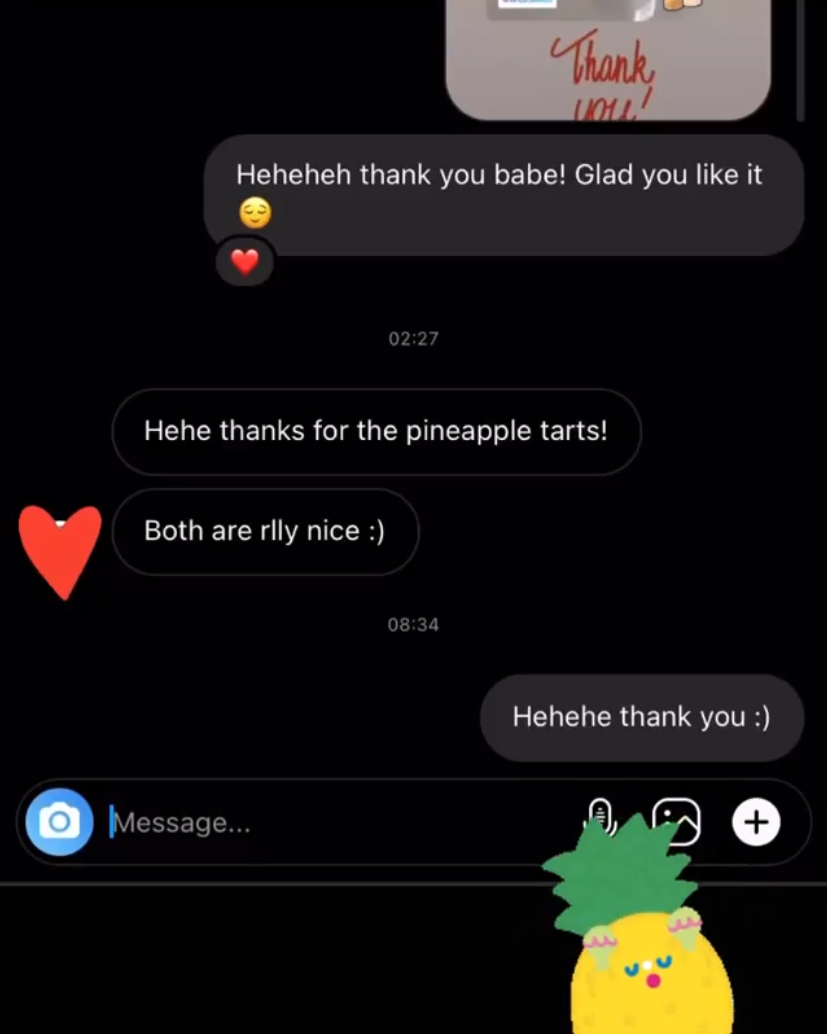 Thank
you!
Heheheh thank you babe! Glad you like it
😌
❤️
02:27
Hehe thanks for the pineapple tarts!
Both are rlly nice :)
08:34
Hehehe thank you :)
Message...